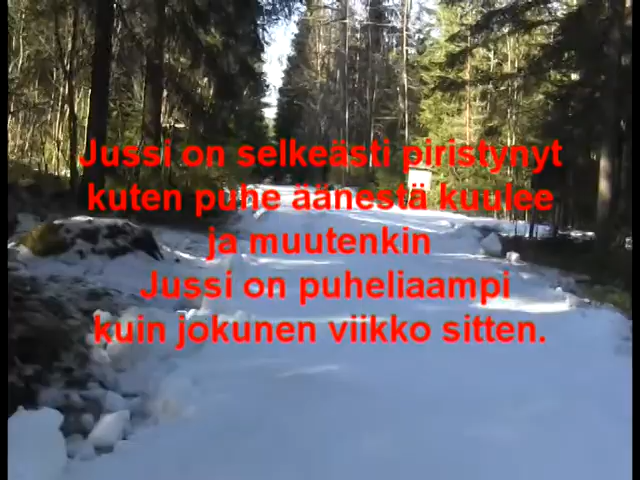 Jussi on selkeästi piristynyt
kuten puhe äänestä kuulee
ja muutenkin
Jussi on puheliaampi
kuin jokunen viikko sitten.